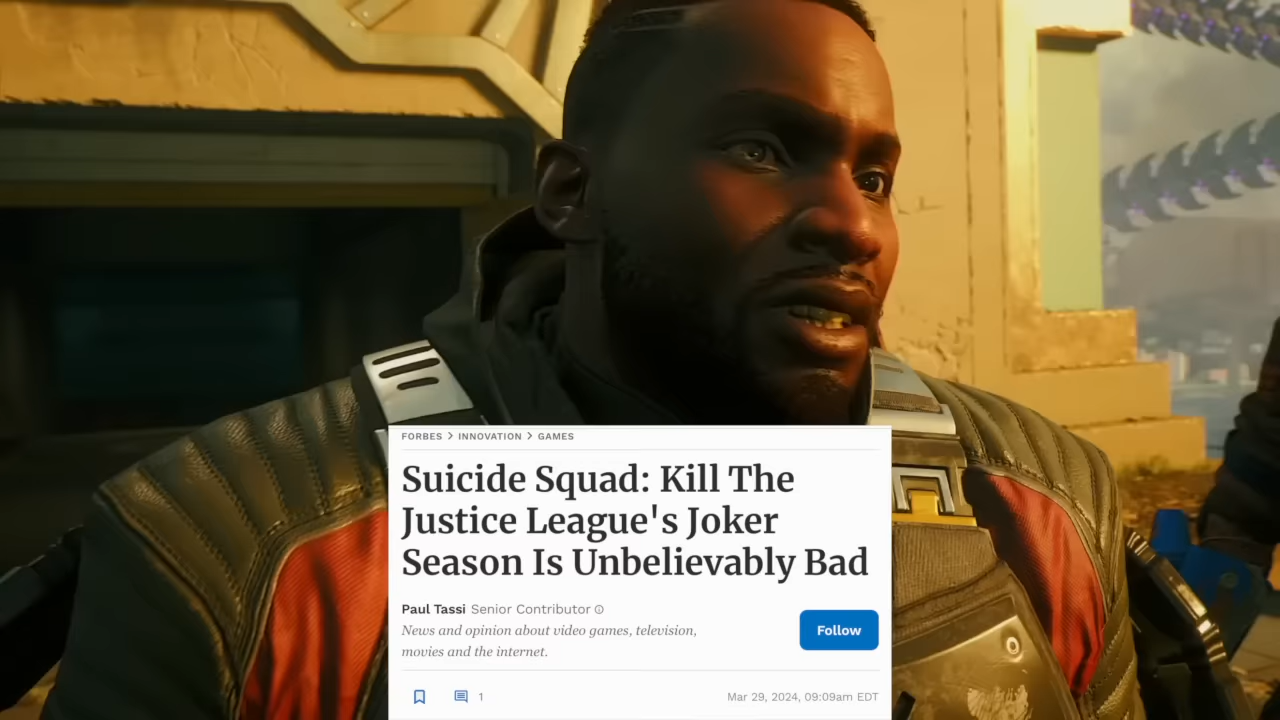 FORBES > INNOVATION > GAMES
Suicide Squad: Kill The
Justice League's Joker
Season Is Unbelievably Bad
Paul Tassi Senior Contributor
News and opinion about video games, television,
movies and the internet.
Follow
1
Mar 29, 2024, 09:09am EDT